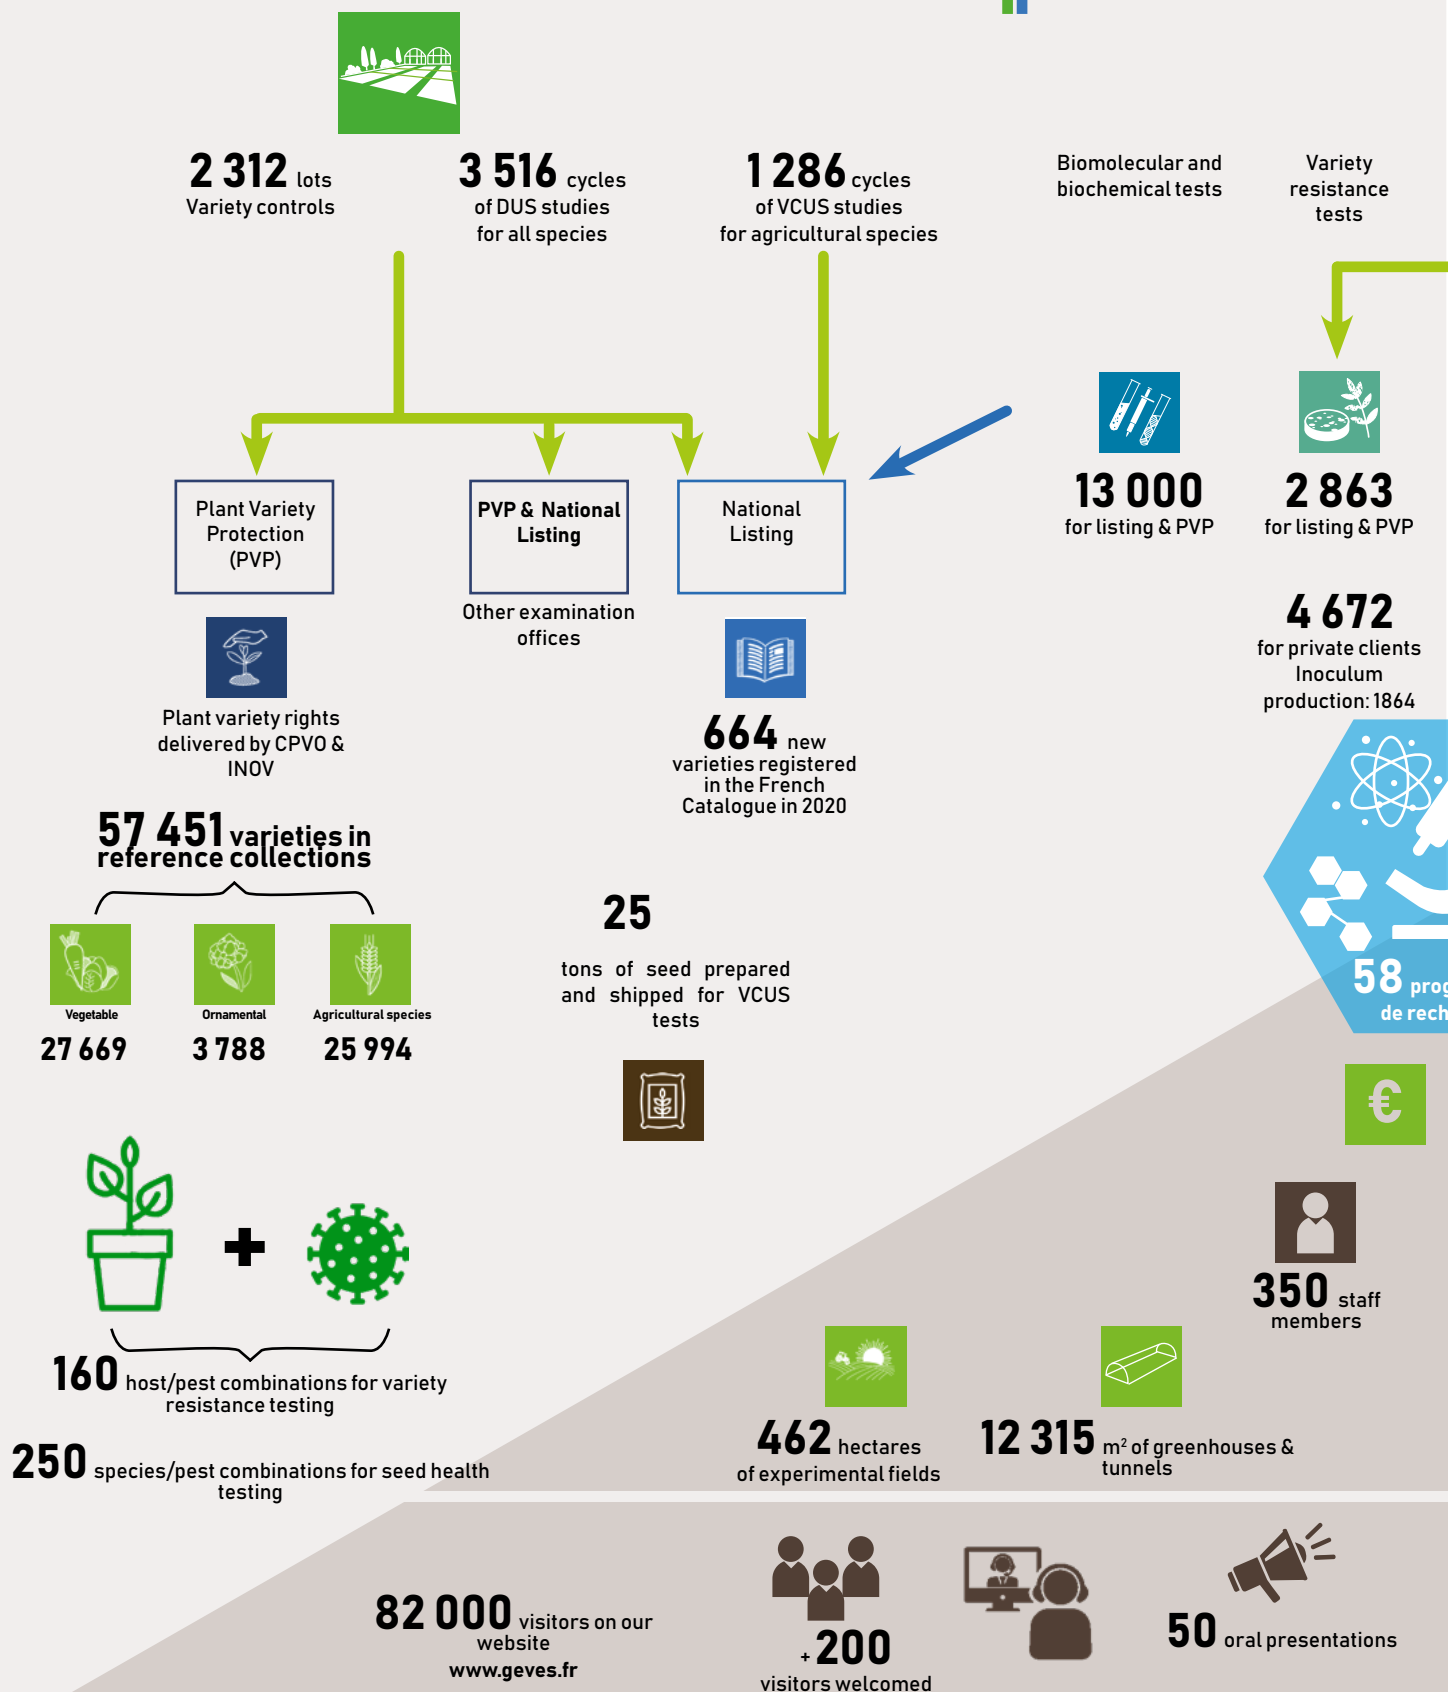 2 312 lots
Variety controls
3 516 cycles
of DUS studies
for all species
1 286 cycles
of VCUS studies
for agricultural species
Biomolecular and
biochemical tests
Variety
resistance
tests
Plant Variety
Protection
(PVP)
PVP & National
Listing
National
Listing
Other examination
offices
13 000
for listing & PVP
2 863
for listing & PVP
4 672
for private clients
Inoculum
production: 1864
Plant variety rights
delivered by CPVO &
INOV
664 new
varieties registered
in the French
Catalogue in 2020
57 451 varieties in
reference collections
Vegetable
27 669
Ornamental
3 788
Agricultural species
25 994
25
tons of seed prepared
and shipped for VCUS
tests
58
de
€
350 staff
members
160 host/pest combinations for variety
resistance testing
250 species/pest combinations for seed health
testing
462 hectares
of experimental fields
12 315 m² of greenhouses &
tunnels
82 000 visitors on our
website
www.geves.fr
+ 200
visitors welcomed
50 oral presentations